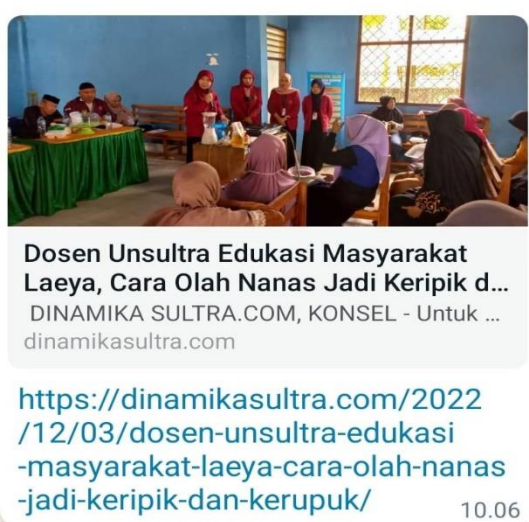 Dosen Unsultra Edukasi Masyarakat
Laeya, Cara Olah Nanas Jadi Keripik d...
DINAMIKA SULTRA.COM, KONSEL - Untuk ...
dinamikasultra.com
https://dinamikasultra.com/2022
/12/03/dosen-unsultra-edukasi
-masyarakat-laeya-cara-olah-nanas
-jadi-keripik-dan-kerupuk/
10.06